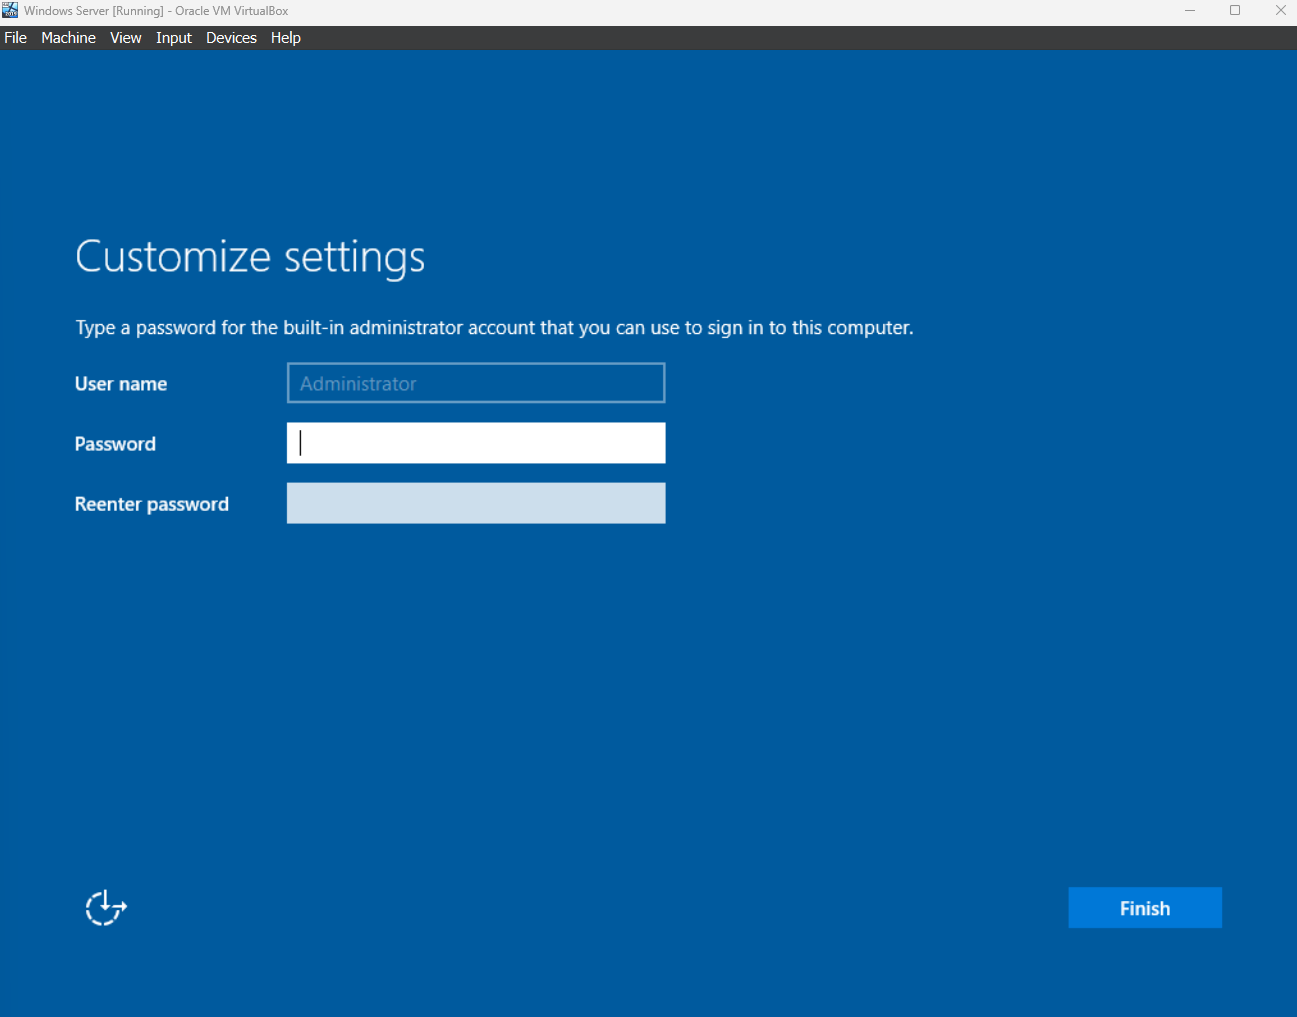 Windows Server [Running] - Oracle VM VirtualBox
File Machine View Input Devices Help
Customize settings
Type a password for the built-in administrator account that you can use to sign in to this computer.
User name Administrator
Password
Reenter password
Finish